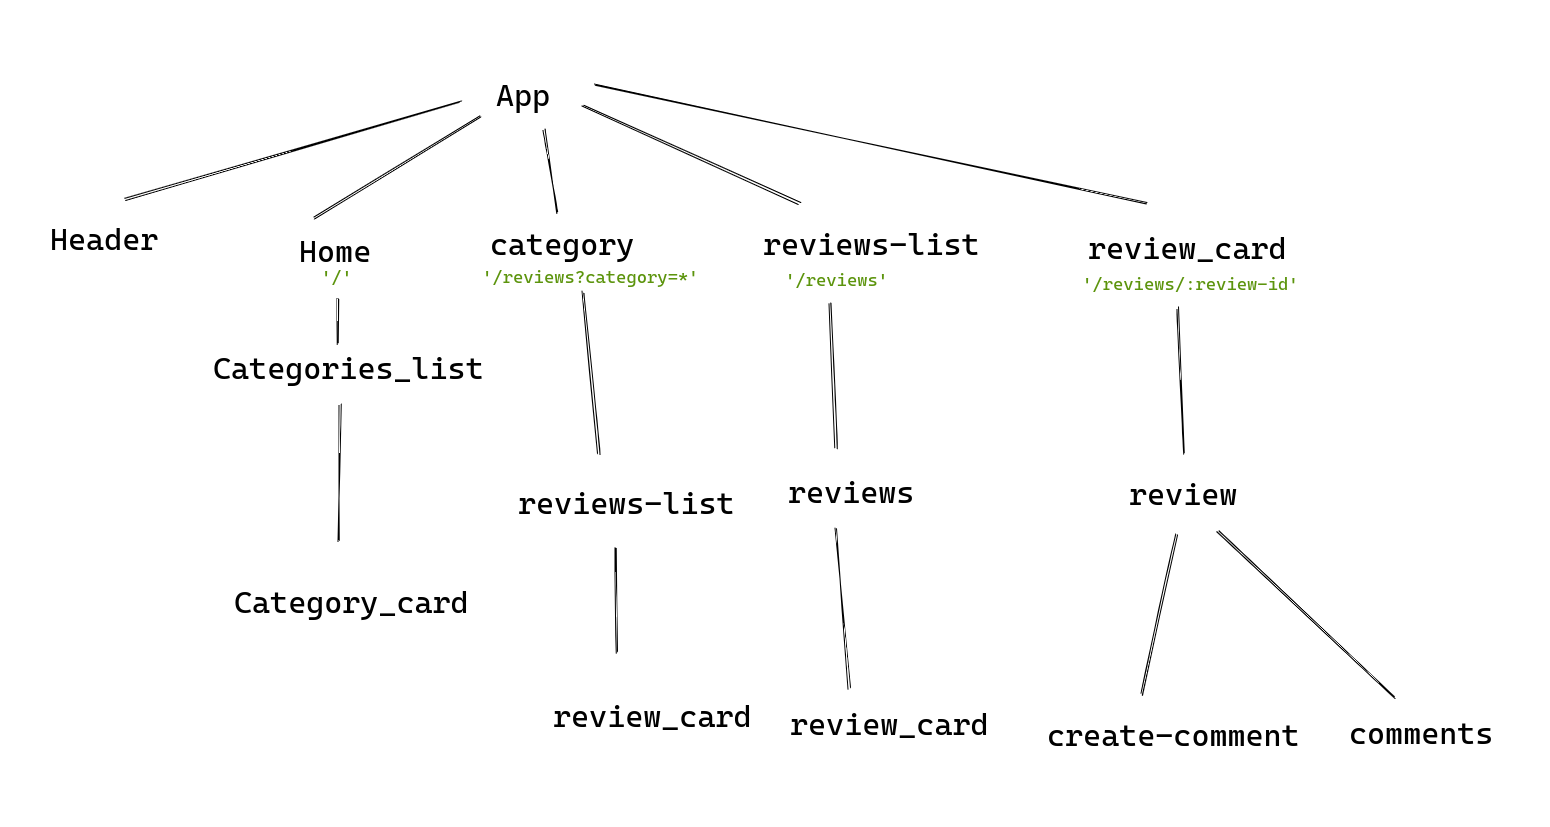 App
Header
Home
'/'
category
'/reviews?category=*'
reviews-list
'/reviews'
review_card
'/reviews/:review-id'
Categories_list
reviews-list
reviews
review
Category_card
review_card
review_card
create-comment
comments